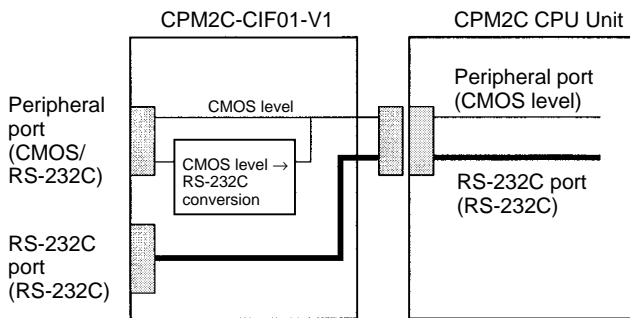 CPM2C-CIF01-V1
CPM2C CPU Unit
Peripheral
port
(CMOS/
RS-232C)
CMOS level
CMOS level →
RS-232C
conversion
RS-232C
port
(RS-232C)
Peripheral port
(CMOS level)
RS-232C port
(RS-232C)